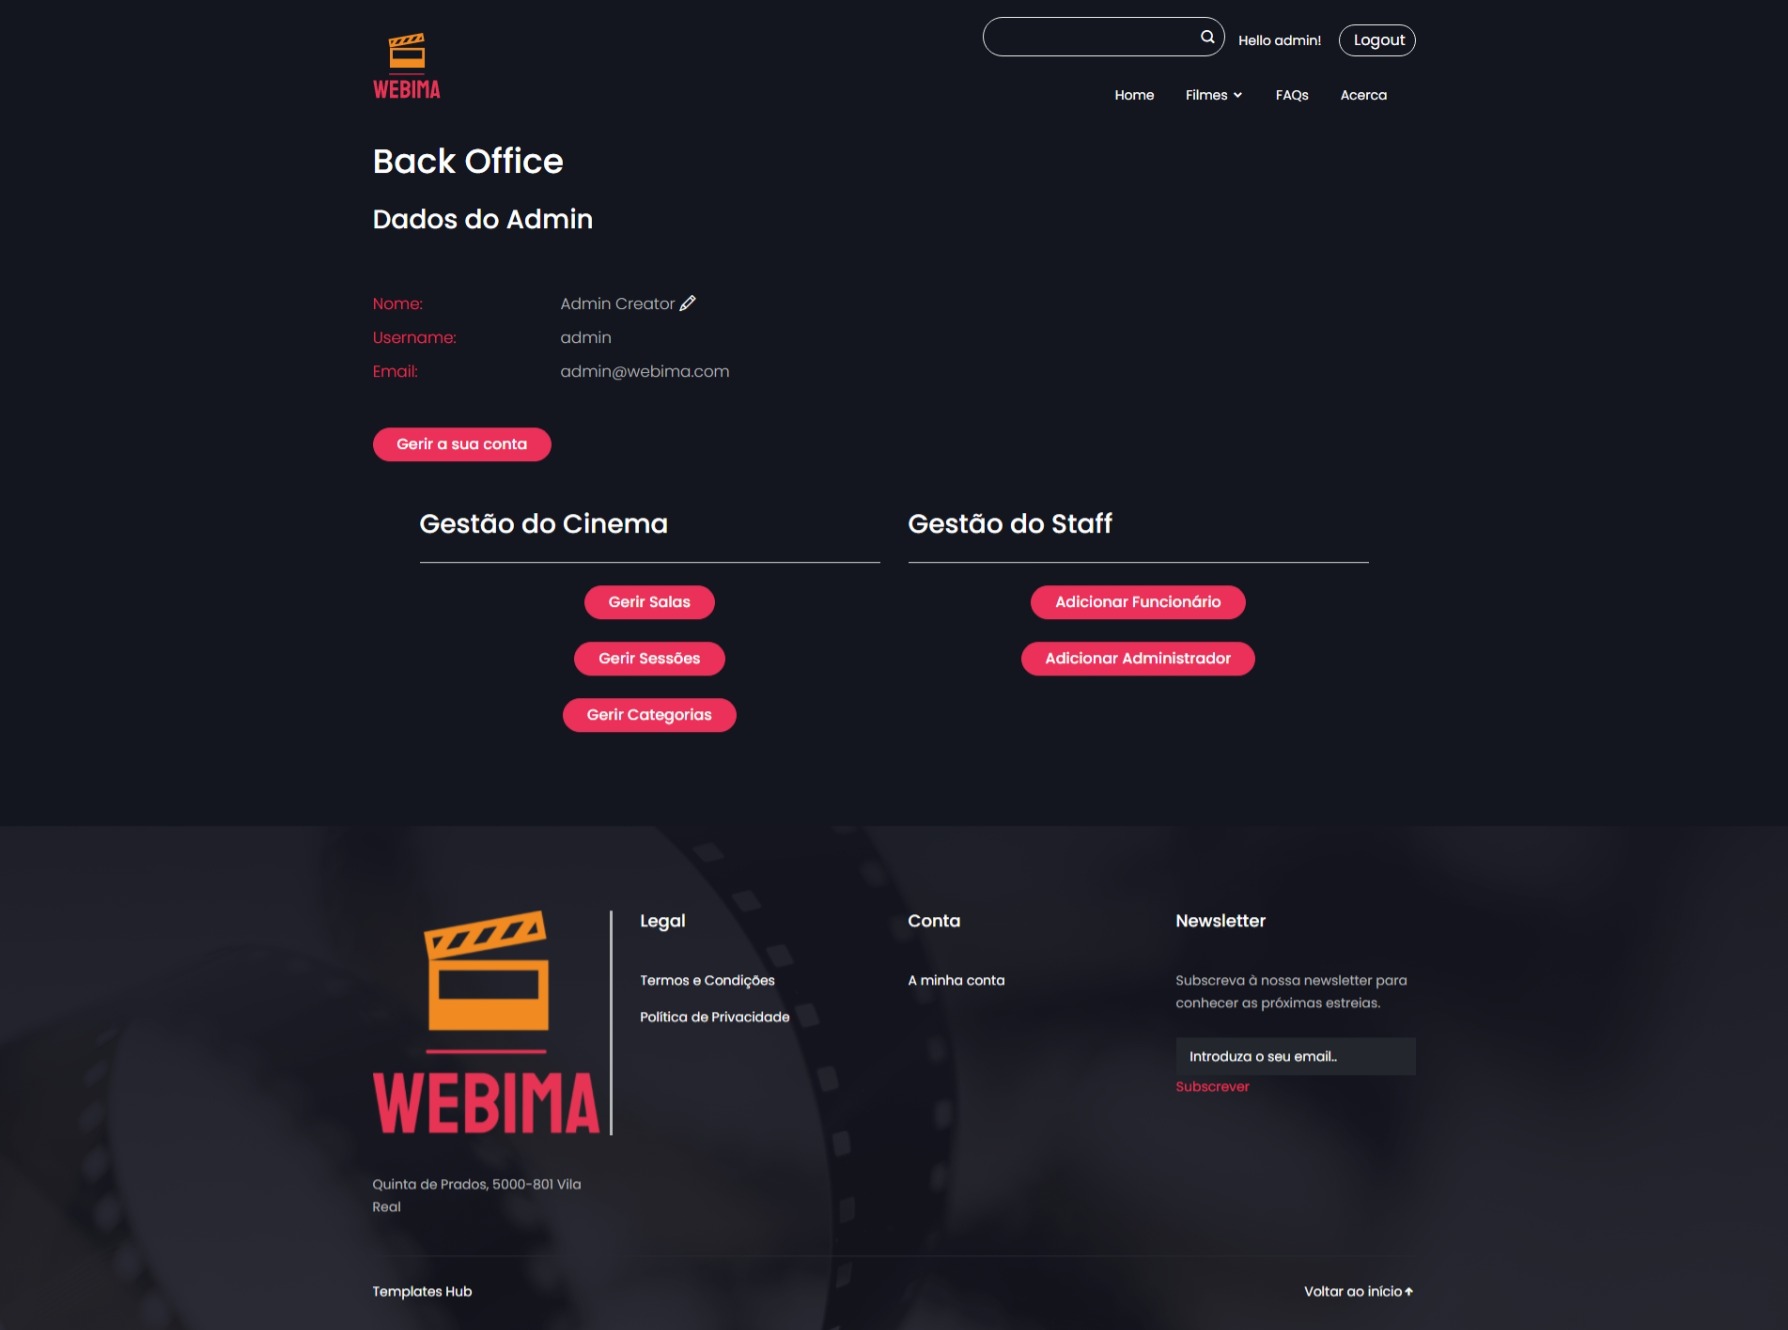 WEBIMA
Hello admin!
Logout
Home
Filmes
FAQs
Acerca
Back Office
Dados do Admin
Nome: Admin Creator
Username: admin
Email: admin@webima.com
Gerir a sua conta
Gestão do Cinema
Gerir Salas
Gerir Sessões
Gerir Categorias
Gestão do Staff
Adicionar Funcionário
Adicionar Administrador
WEBIMA
Quinta de Prados, 5000-801 Vila
Real
Legal
Termos e Condições
Política de Privacidade
Conta
A minha conta
Newsletter
Subscreva à nossa newsletter para
conhecer as próximas estreias.
Introduza o seu email..
Subscrever
Templates Hub
Voltar ao início